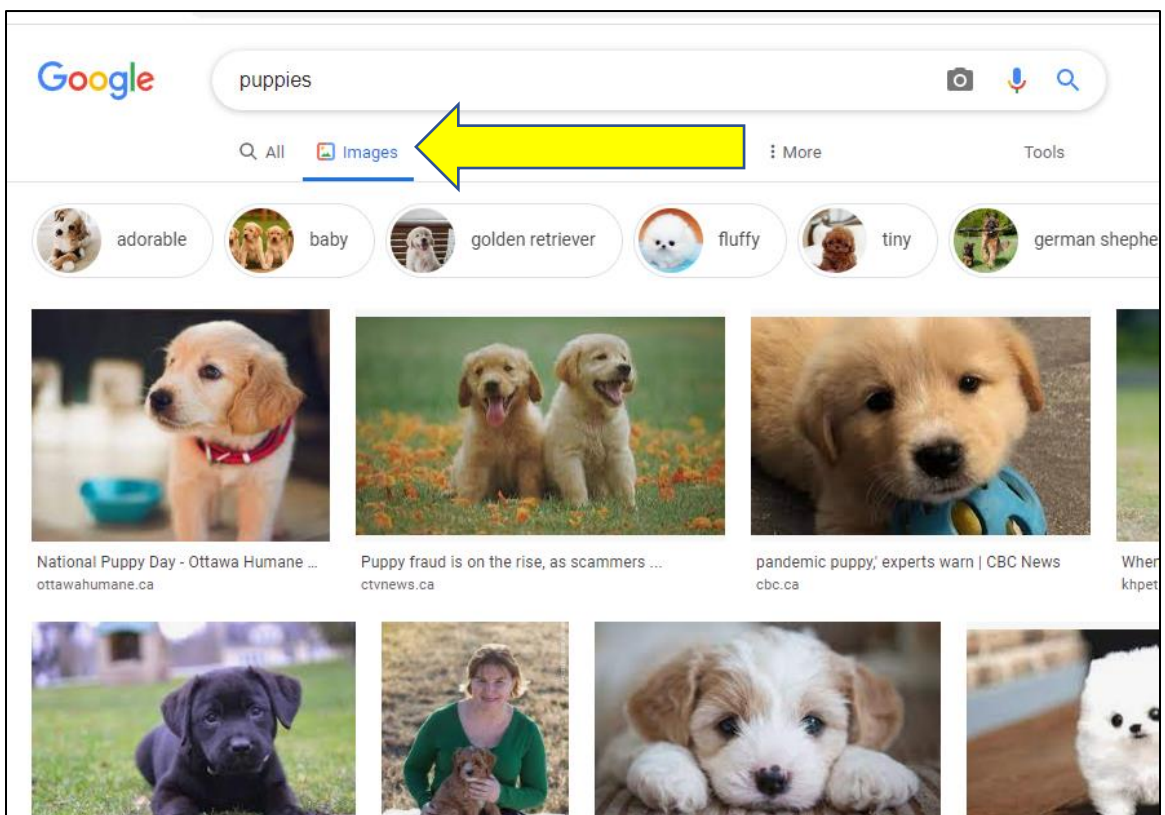 Google
puppies
All Images More Tools
adorable baby golden retriever fluffy tiny german shephe
National Puppy Day - Ottawa Humane ... Puppy fraud is on the rise, as scammers ... pandemic puppy,' experts warn | CBC News When
ottawahumane.ca ctvnews.ca cbc.ca khpet